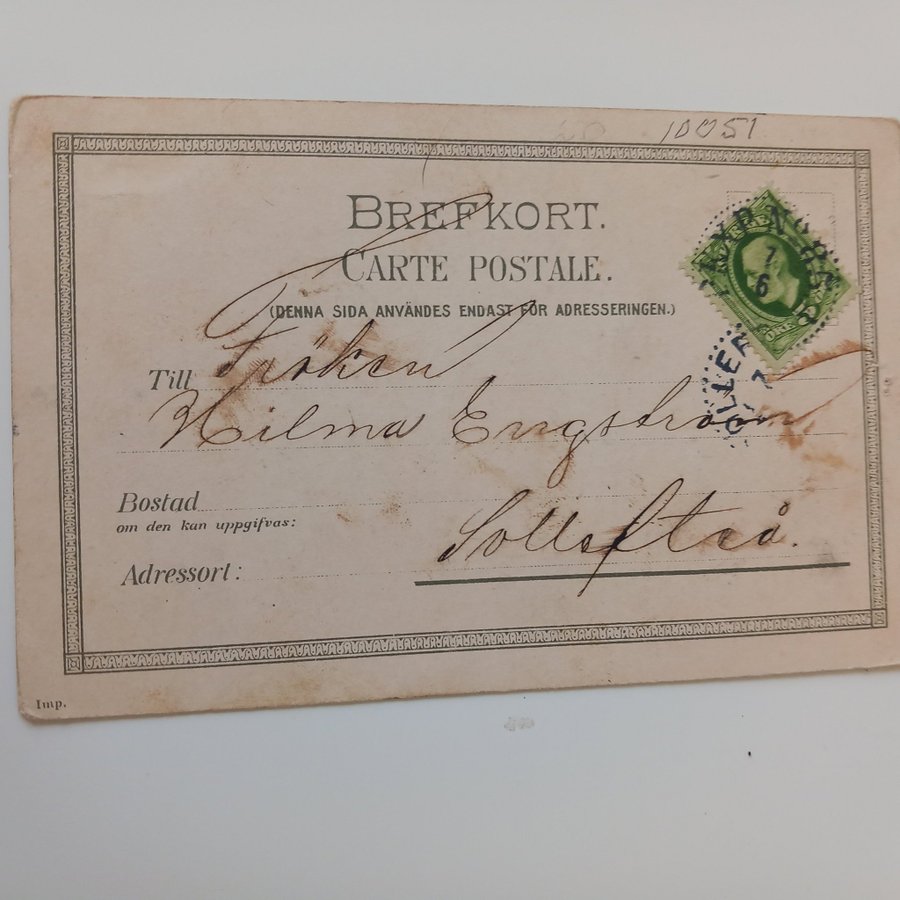 10051
BREFKORT.
CARTE POSTALE.
(DENNA SIDA ANVÄNDES ENDAST FÖR ADRESSERINGEN.)
Till Fröken
Hilma Engström
Bostad
om den kan uppgifvas:
Sollefteå.
Adressort:
Imp.